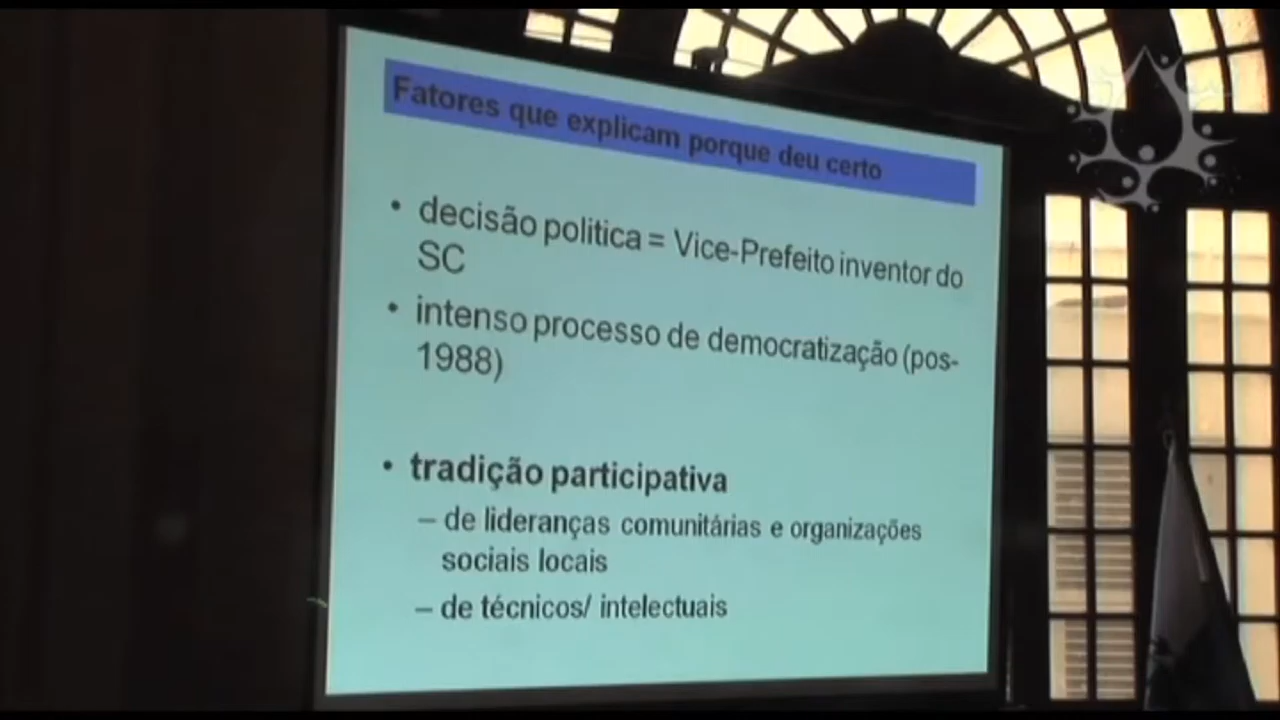 Fatores que explicam porque deu certo
• decisão politica = Vice-Prefeito inventor do
SC
• intenso processo de democratização (pos-
1988)
• tradição participativa
– de lideranças comunitárias e organizações
sociais locais
– de técnicos/ intelectuais